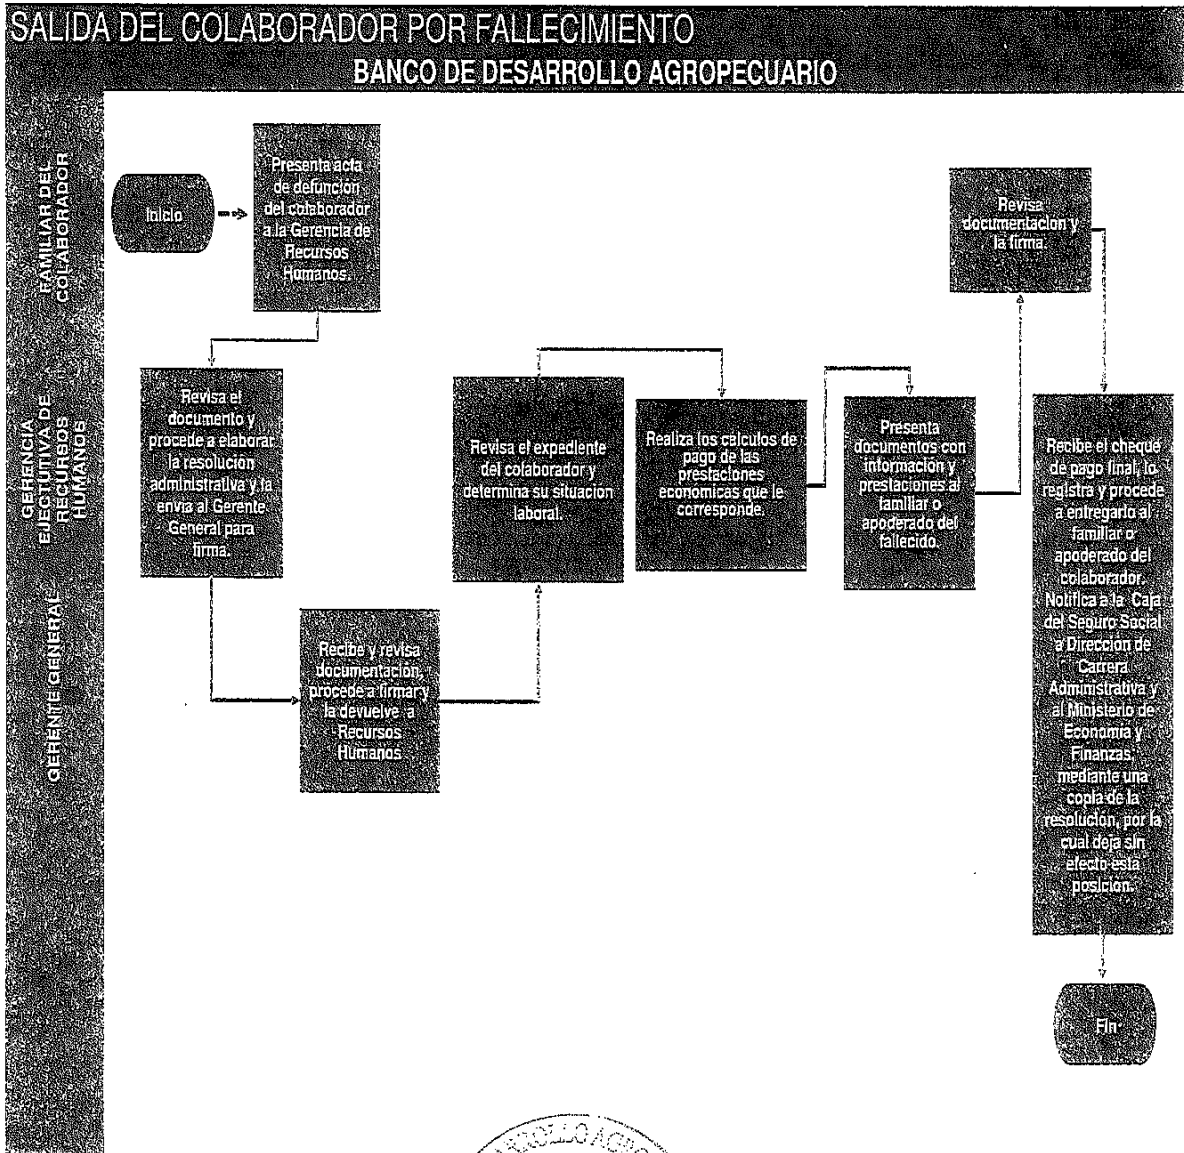 SALIDA DEL COLABORADOR POR FALLECIMIENTO
BANCO DE DESARROLLO AGROPECUARIO
FAMILIAR DEL
COLABORADOR
Inicio
Presenta acta
de defunción
del colaborador
a la Gerencia de
Recursos
Humanos.
Revisa
documentación y
la firma.
GERENCIA
EJECTUTIVA DE
RECURSOS
HUMANOS
Revisa el
documento y
procede a elaborar
la resolución
administrativa y la
envía al Gerente
General para
firma.
Revisa el expediente
del colaborador y
determina su situación
laboral.
Realiza los cálculos de
pago de las
prestaciones
económicas que le
corresponde.
Presenta
documentos con
información y
prestaciones al
familiar o
apoderado del
fallecido.
Recibe el cheque
de pago final, lo
registra y procede
a entregarlo al
familiar o
apoderado del
colaborador.
Notifica a la Caja
del Seguro Social
a Dirección de
Carrera
Administrativa y
al Ministerio de
Economía y
Finanzas,
mediante una
copia de la
resolución, por la
cual deja sin
efecto esta
posición.
GERENTE GENERAL
Recibe y revisa
documentación,
procede a firmar y
la devuelve a
Recursos
Humanos
Fin